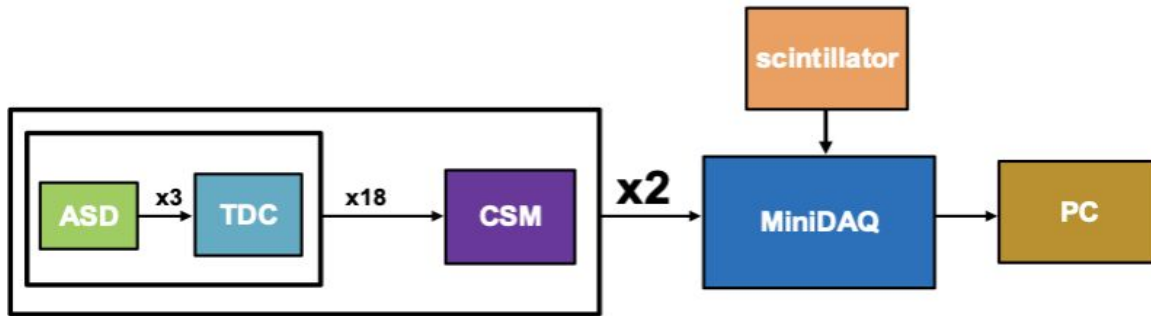 scintillator
ASD
x3
TDC
x18
CSM
x2
MiniDAQ
PC